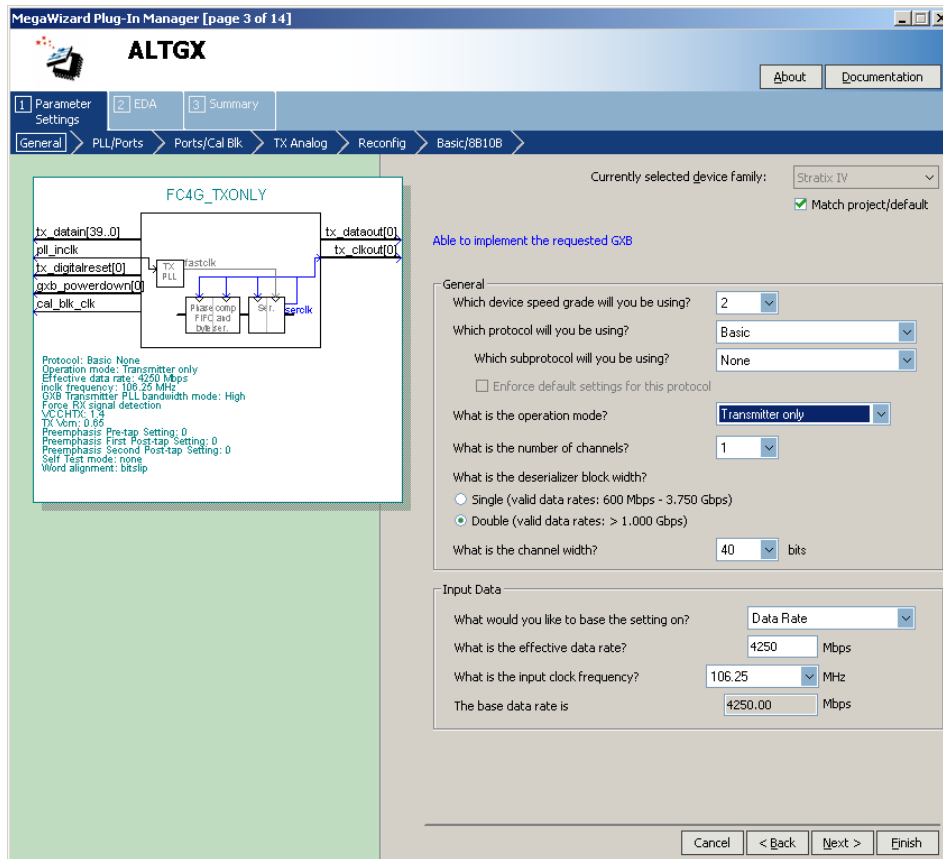 MegaWizard Plug-In Manager [page 3 of 14]
ALTGX
About
Documentation
1 Parameter Settings
2 EDA
3 Summary
General
PLL/Ports
Ports/Cal Blk
TX Analog
Reconfig
Basic/8B10B
FC4G_TXONLY
tx_datain[39..0]
pll_inclk
tx_digitalreset[0]
gxb_powerdown[0]
cal_blk_clk
tx_dataout[0]
tx_clkout[0]
TX PLL
fastclk
Phase comp
FIFO and
byte ser.
Ser.
serclk
Protocol: Basic None
Operation mode: Transmitter only
Effective data rate: 4250 Mbps
inclk frequency: 106.25 MHz
GXB Transmitter PLL bandwidth mode: High
Force RX signal detection
VCCHTX: 1.4
TX Vcm: 0.65
Preemphasis Pre-tap Setting: 0
Preemphasis First Post-tap Setting: 0
Preemphasis Second Post-tap Setting: 0
Self Test mode: none
Word alignment: bitslip
Currently selected device family:
Stratix IV
Match project/default
Able to implement the requested GXB
General
Which device speed grade will you be using?
2
Which protocol will you be using?
Basic
Which subprotocol will you be using?
None
Enforce default settings for this protocol
What is the operation mode?
Transmitter only
What is the number of channels?
1
What is the deserializer block width?
Single (valid data rates: 600 Mbps - 3.750 Gbps)
Double (valid data rates: > 1.000 Gbps)
What is the channel width?
40 bits
Input Data
What would you like to base the setting on?
Data Rate
What is the effective data rate?
4250 Mbps
What is the input clock frequency?
106.25 MHz
The base data rate is
4250.00 Mbps
Cancel
< Back
Next >
Finish